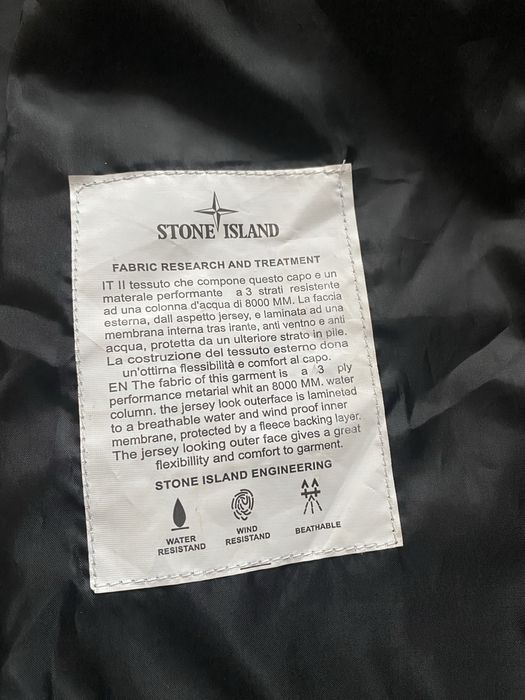 STONE ISLAND
FABRIC RESEARCH AND TREATMENT
IT Il tessuto che compone questo capo e un
materale performante a 3 strati resistente
ad una colonna d'acqua di 8000 MM. La faccia
esterna, dall aspetto jersey, e laminata ad una
membrana interna tras irante, anti ventno e anti
acqua, protetta da un ulteriore strato in pile.
La costruzione del tessuto esterno dona
un'ottirna flessibilità e comfort al capo.
EN The fabric of this garment is a 3 ply
performance metarial whit an 8000 MM. water
column. the jersey look outerface is lamineted
to a breathable water and wind proof inner
membrane, protected by a fleece backing layer.
The jersey looking outer face gives a great
flexibillity and comfort to garment.
STONE ISLAND ENGINEERING
WATER
RESISTAND
WIND
RESISTAND
BEATHABLE